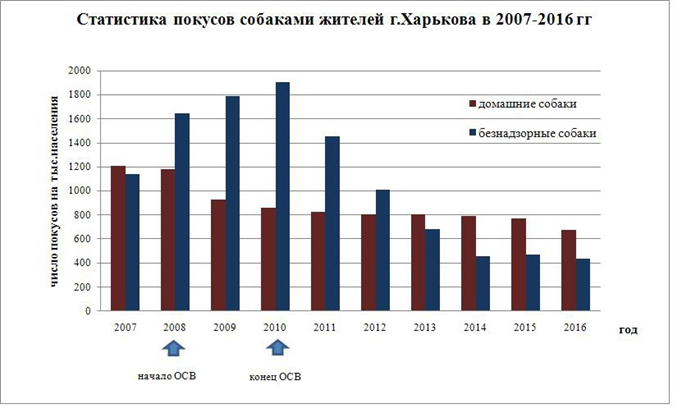 Статистика покусов собаками жителей г.Харькова в 2007-2016 гг
число покусов на тыс.населения
2000
1800
1600
1400
1200
1000
800
600
400
200
0
домашние собаки
безнадзорные собаки
2007 2008 2009 2010 2011 2012 2013 2014 2015 2016 год
начало ОСВ конец ОСВ